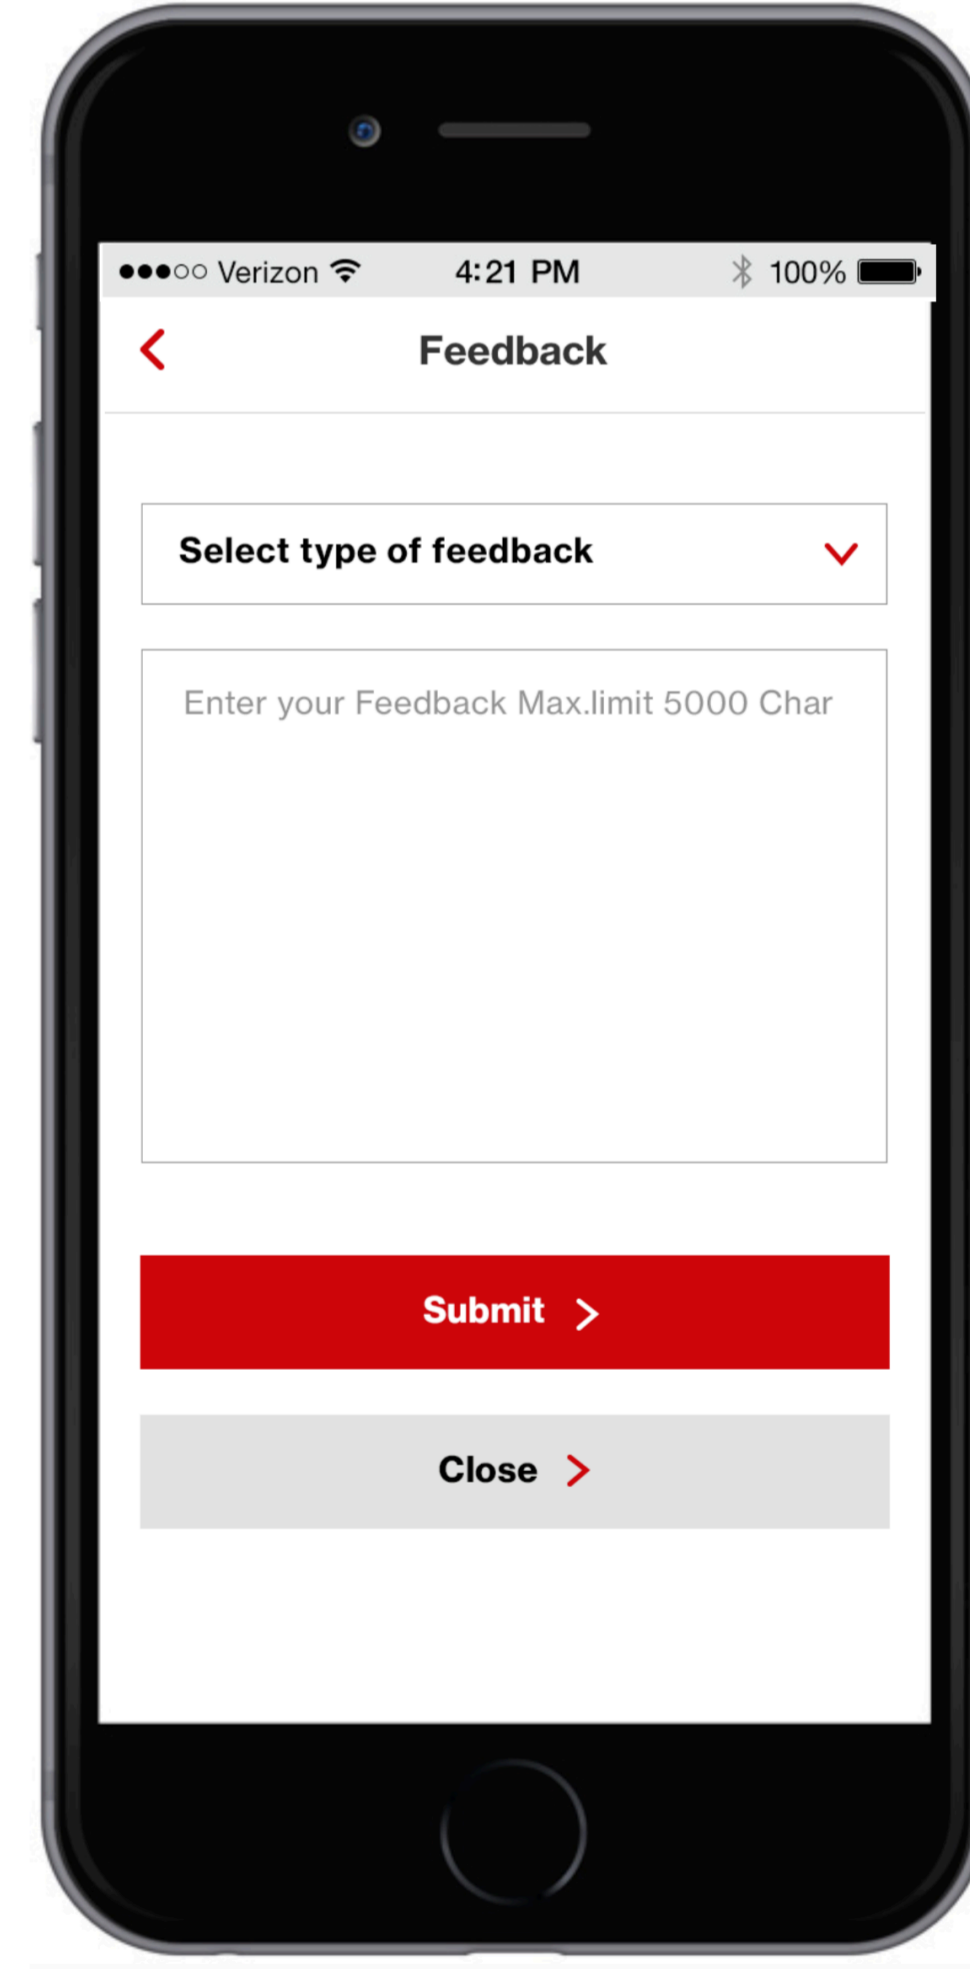 Verizon 4:21 PM 100%
Feedback
Select type of feedback
Enter your Feedback Max.limit 5000 Char
Submit
Close